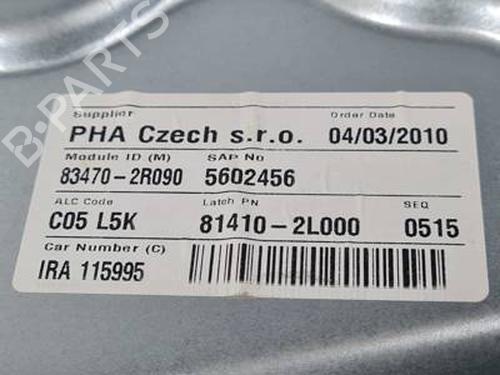 Supplier Order Date
PHA Czech s.r.o. 04/03/2010
Module ID (M) SAP No
83470-2R090 5602456
ALC Code Latch PN SEQ
C05 L5K 81410-2L000 0515
Car Number (C)
IRA 115995
B-PARTS